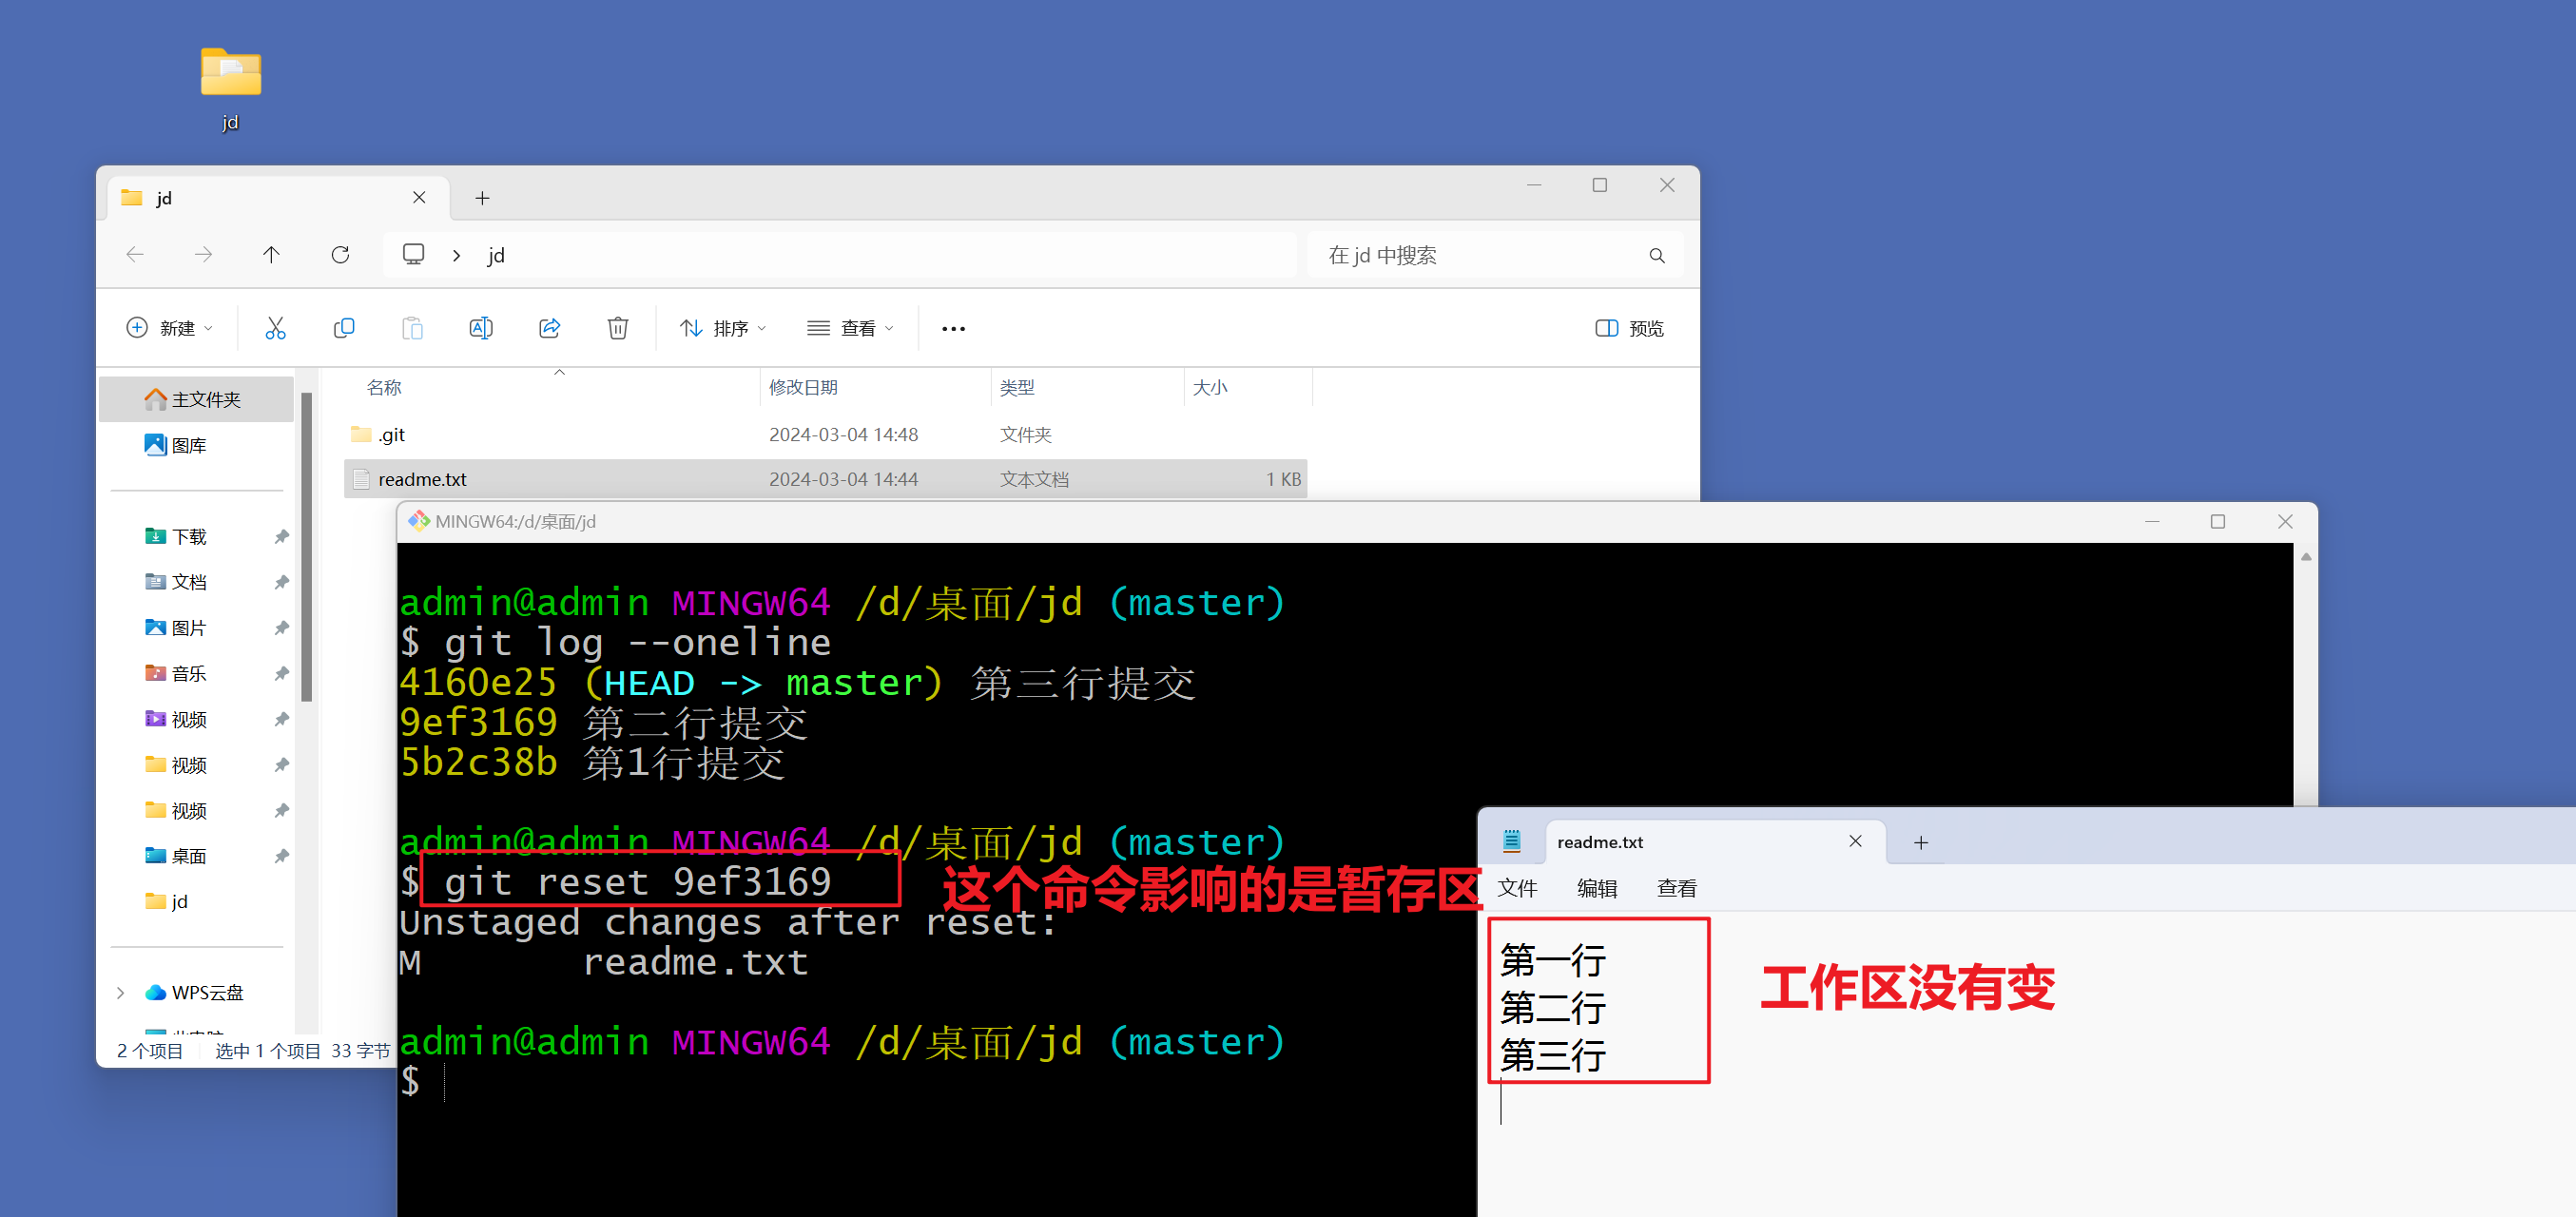 jd
jd
jd
在 jd 中搜索
新建
排序
查看
预览
名称
修改日期
类型
大小
主文件夹
图库
.git
2024-03-04 14:48
文件夹
readme.txt
2024-03-04 14:44
文本文档
1 KB
下载
文档
图片
音乐
视频
视频
视频
桌面
jd
WPS云盘
2 个项目
选中 1 个项目 33 字节
MINGW64:/d/桌面/jd
admin@admin MINGW64 /d/桌面/jd (master)
$ git log --oneline
4160e25 (HEAD -> master) 第三行提交
9ef3169 第二行提交
5b2c38b 第1行提交
admin@admin MINGW64 /d/桌面/jd (master)
$ git reset 9ef3169
这个命令影响的是暂存区
Unstaged changes after reset:
M readme.txt
admin@admin MINGW64 /d/桌面/jd (master)
$
readme.txt
文件 编辑 查看
第一行
第二行
第三行
工作区没有变